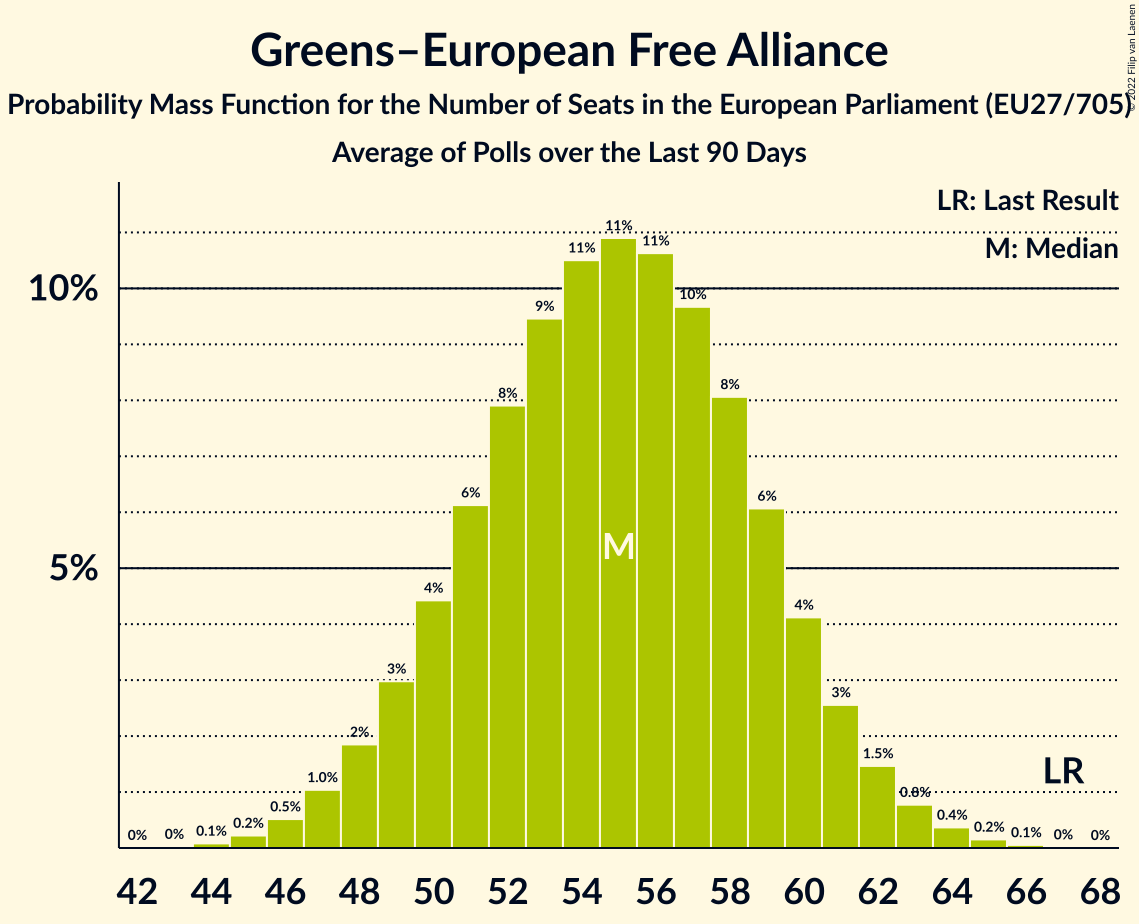 Greens–European Free Alliance
Probability Mass Function for the Number of Seats in the European Parliament (EU27/705)
Average of Polls over the Last 90 Days
© 2022 Filip van Laenen
LR: Last Result
M: Median
10%
5%
0% 0% 0.1% 0.2% 0.5% 1.0% 2% 3% 4% 6% 8% 9% 11% 11% 11% 10% 8% 6% 4% 3% 1.5% 0.8% 0.4% 0.2% 0.1% 0% 0%
M
LR
42 44 46 48 50 52 54 56 58 60 62 64 66 68